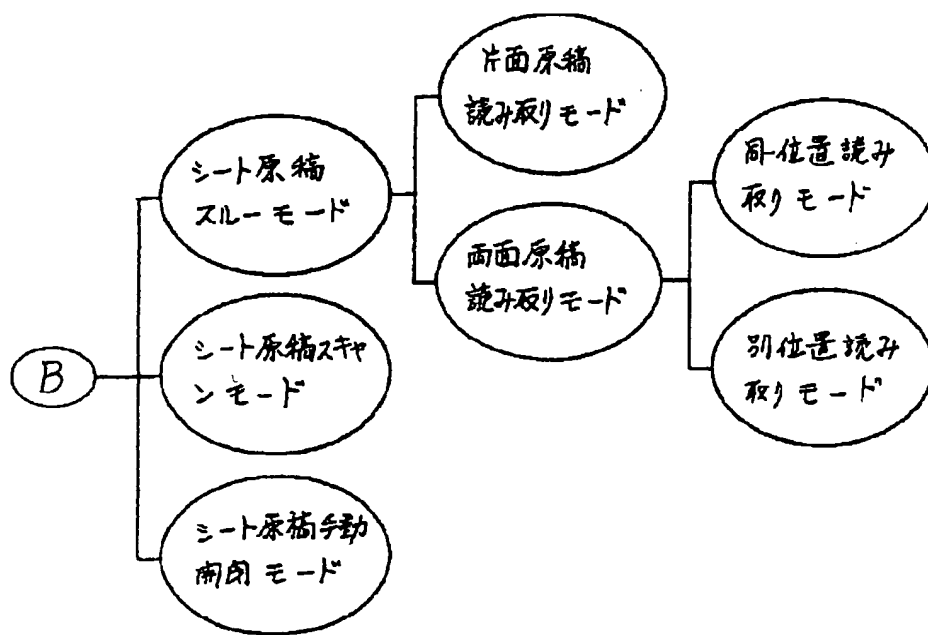 片面原稿
読み取りモード
シート原稿
スルーモード
同一位置読み
取りモード
両面原稿
読み取りモード
シート原稿スキャ
ンモード
別位置読み
取りモード
B
シート原稿手動
開閉モード